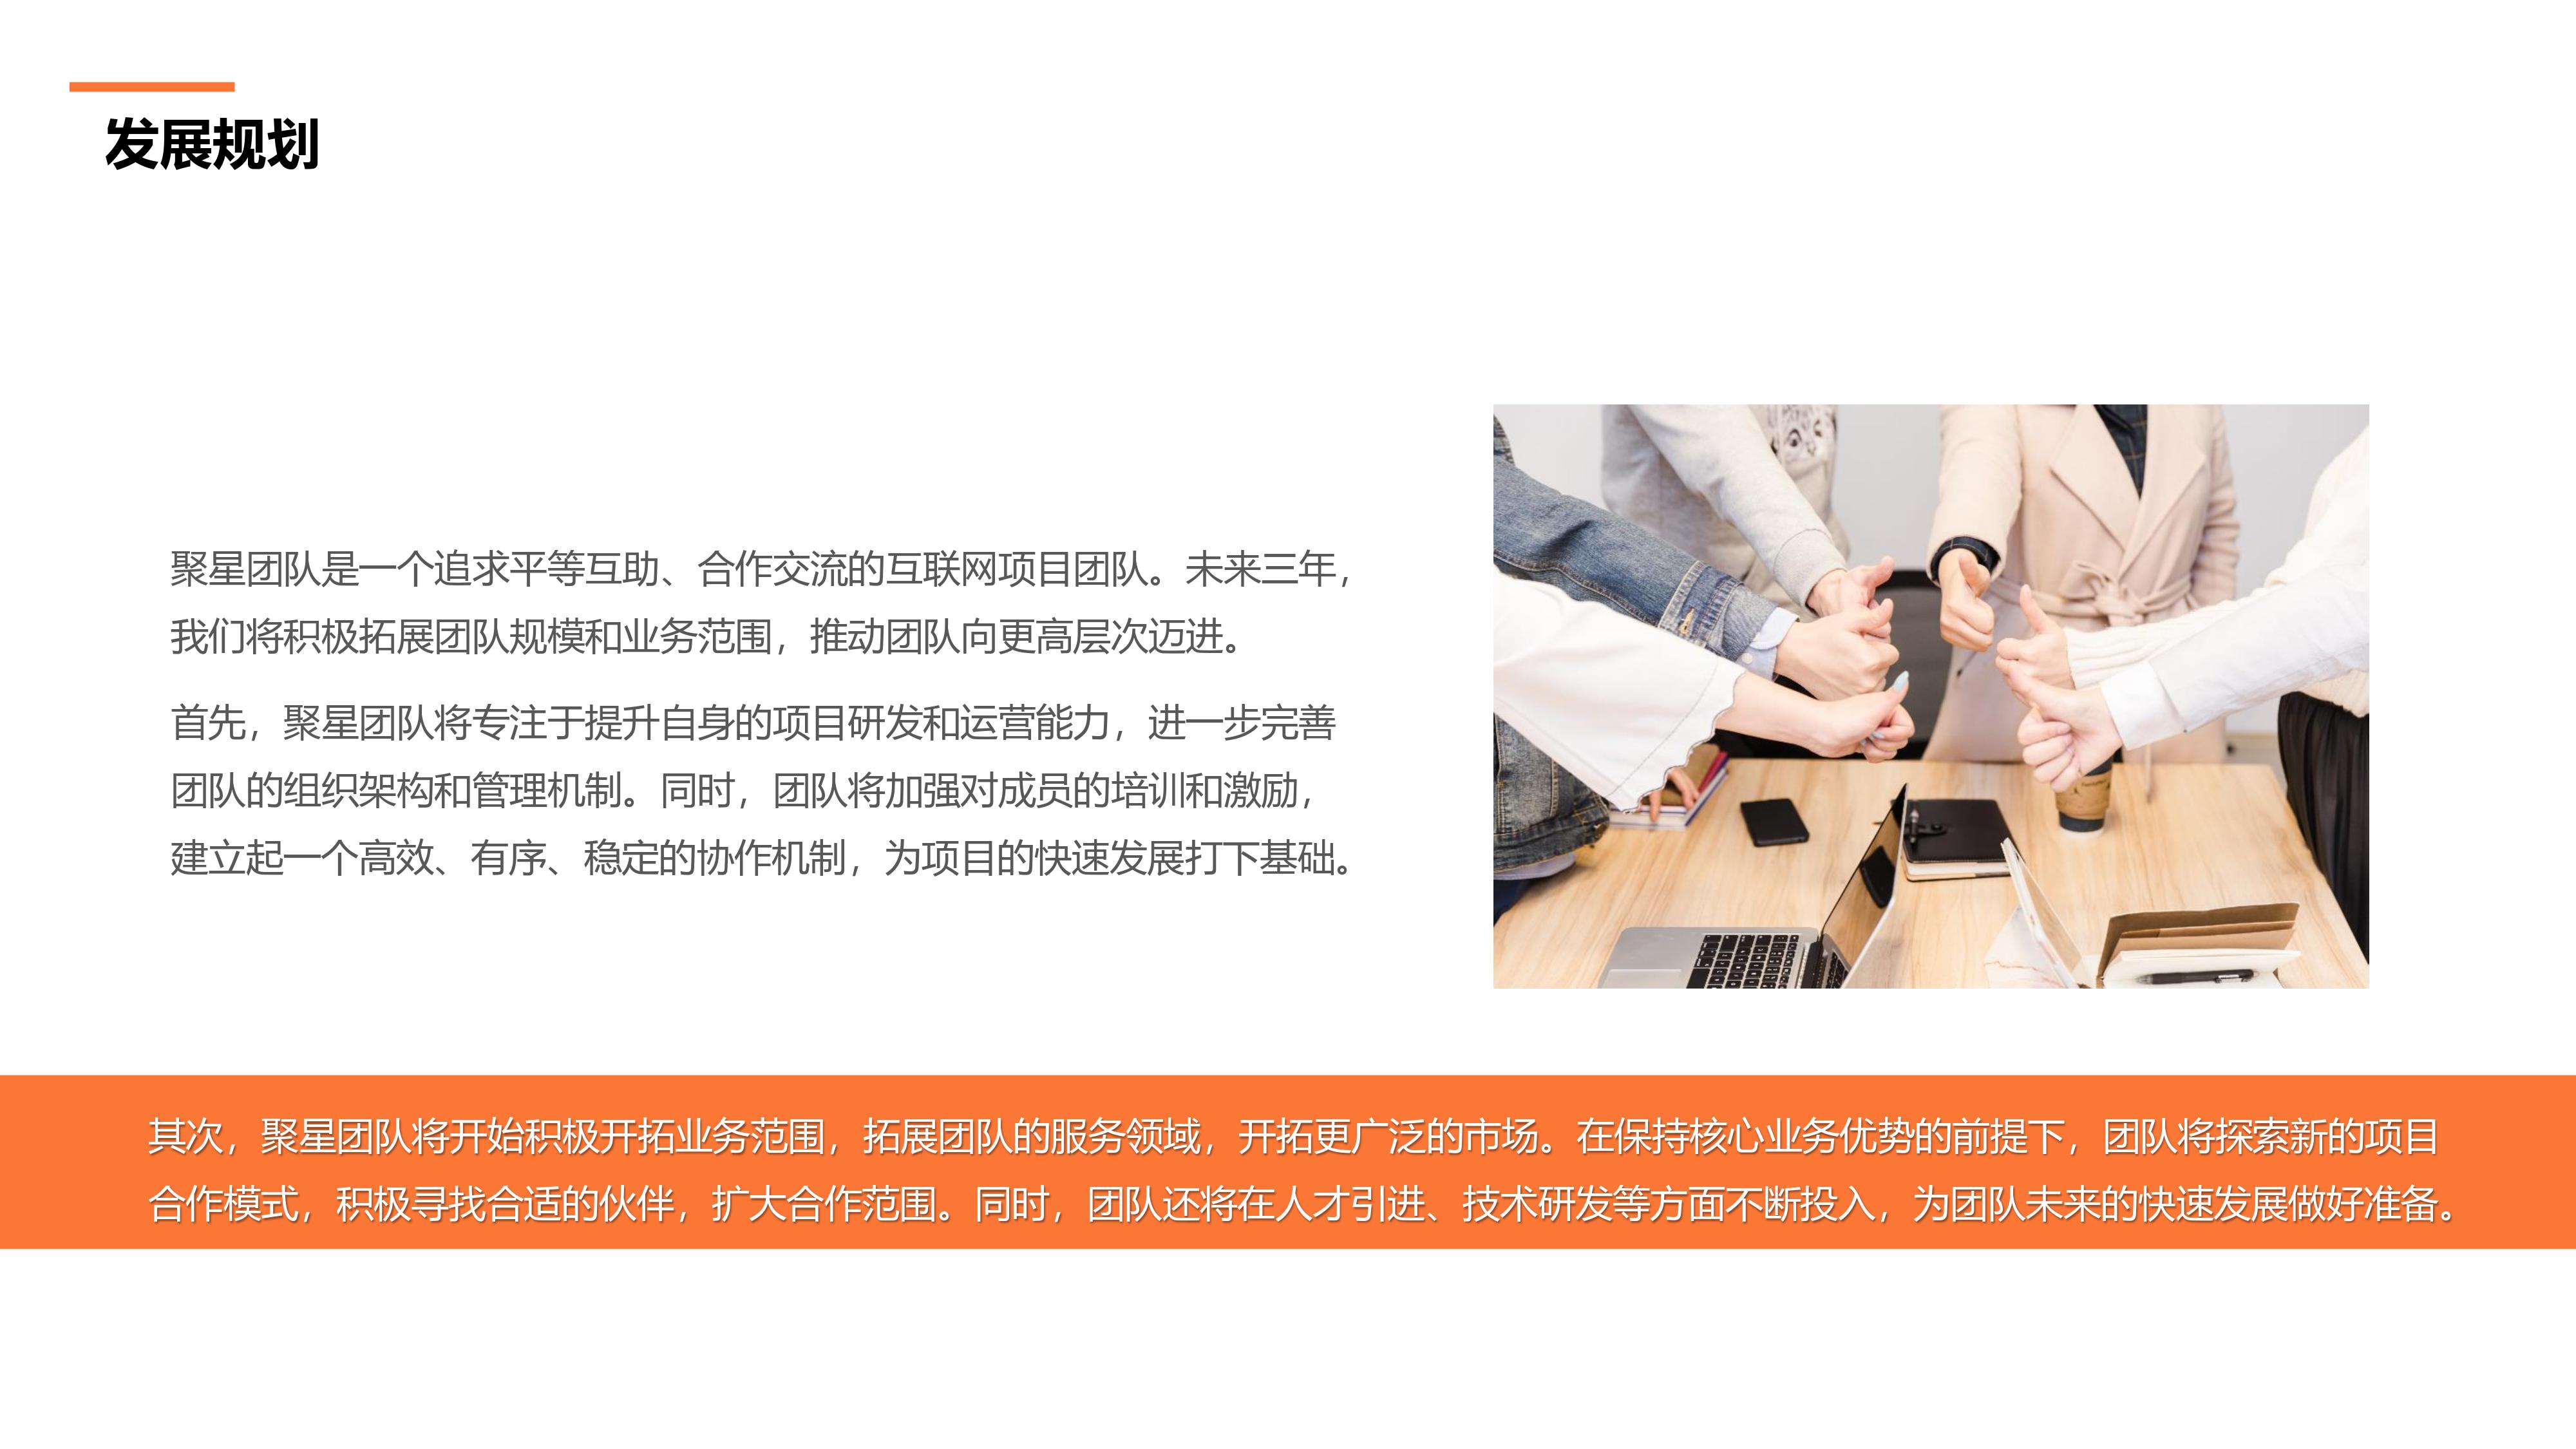 发展规划
聚星团队是一个追求平等互助、合作交流的互联网项目团队。未来三年，
我们将积极拓展团队规模和业务范围，推动团队向更高层次迈进。
首先，聚星团队将专注于提升自身的项目研发和运营能力，进一步完善
团队的组织架构和管理机制。同时，团队将加强对成员的培训和激励，
建立起一个高效、有序、稳定的协作机制，为项目的快速发展打下基础。
其次，聚星团队将开始积极开拓业务范围，拓展团队的服务领域，开拓更广泛的市场。在保持核心业务优势的前提下，团队将探索新的项目
合作模式，积极寻找合适的伙伴，扩大合作范围。同时，团队还将在人才引进、技术研发等方面不断投入，为团队未来的快速发展做好准备。